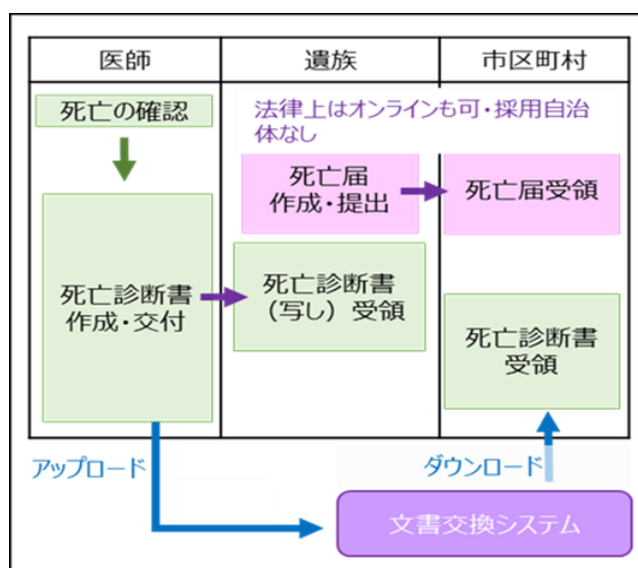 医師
遺族
市区町村
死亡の確認
法律上はオンラインも可・採用自治
体なし
死亡届
作成・提出
死亡届受領
死亡診断書
作成・交付
死亡診断書
（写し）受領
死亡診断書
受領
アップロード
ダウンロード
文書交換システム